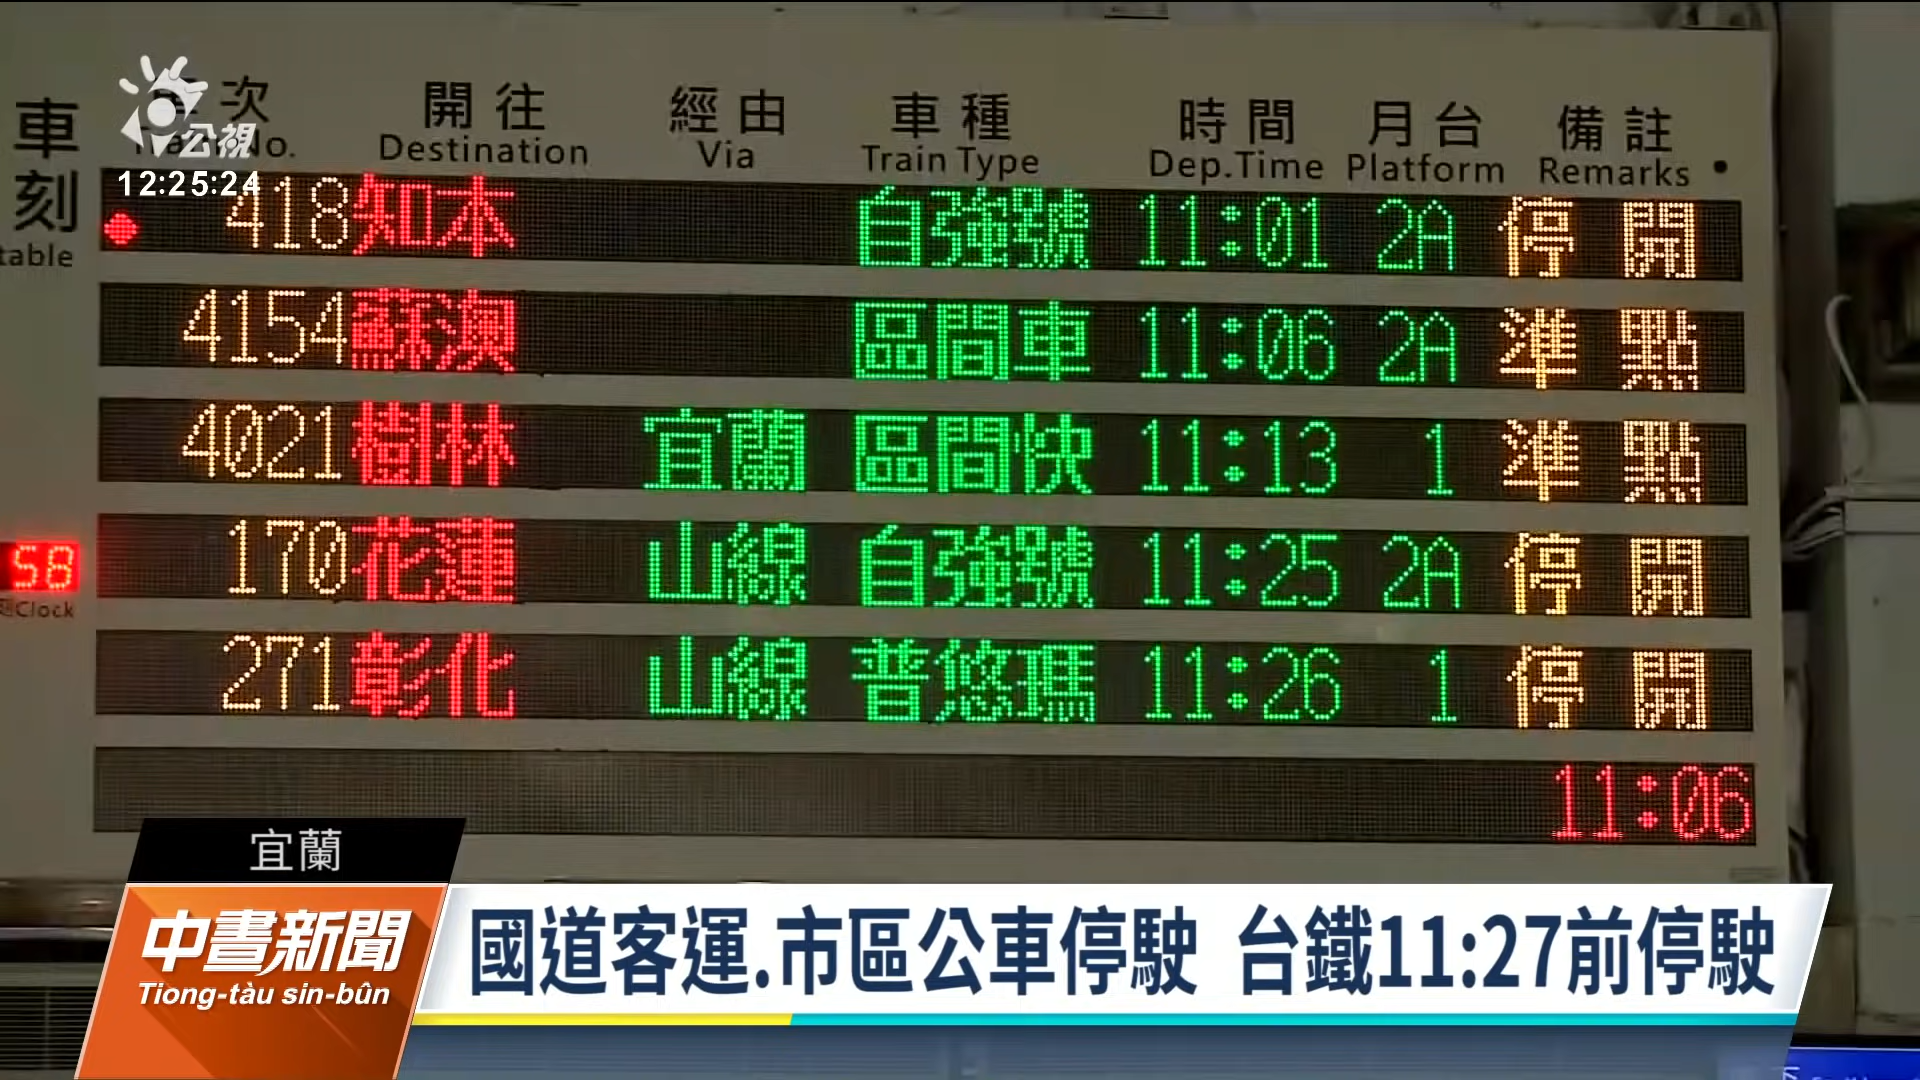 公視
12:25:24
車次 開往 經由 車種 時間 月台 備註
Train No. Destination Via Train Type Dep.Time Platform Remarks
車
刻
table
418 知本 自強號 11:01 2A 停開
4154 蘇澳 區間車 11:06 2A 準點
4021 樹林 宜蘭 區間快 11:13 1 準點
170 花蓮 山線 自強號 11:25 2A 停開
271 彰化 山線 普悠瑪 11:26 1 停開
58
Clock
11:06
宜蘭
中晝新聞
Tiong-tàu sin-bûn
國道客運.市區公車停駛 台鐵11:27前停駛